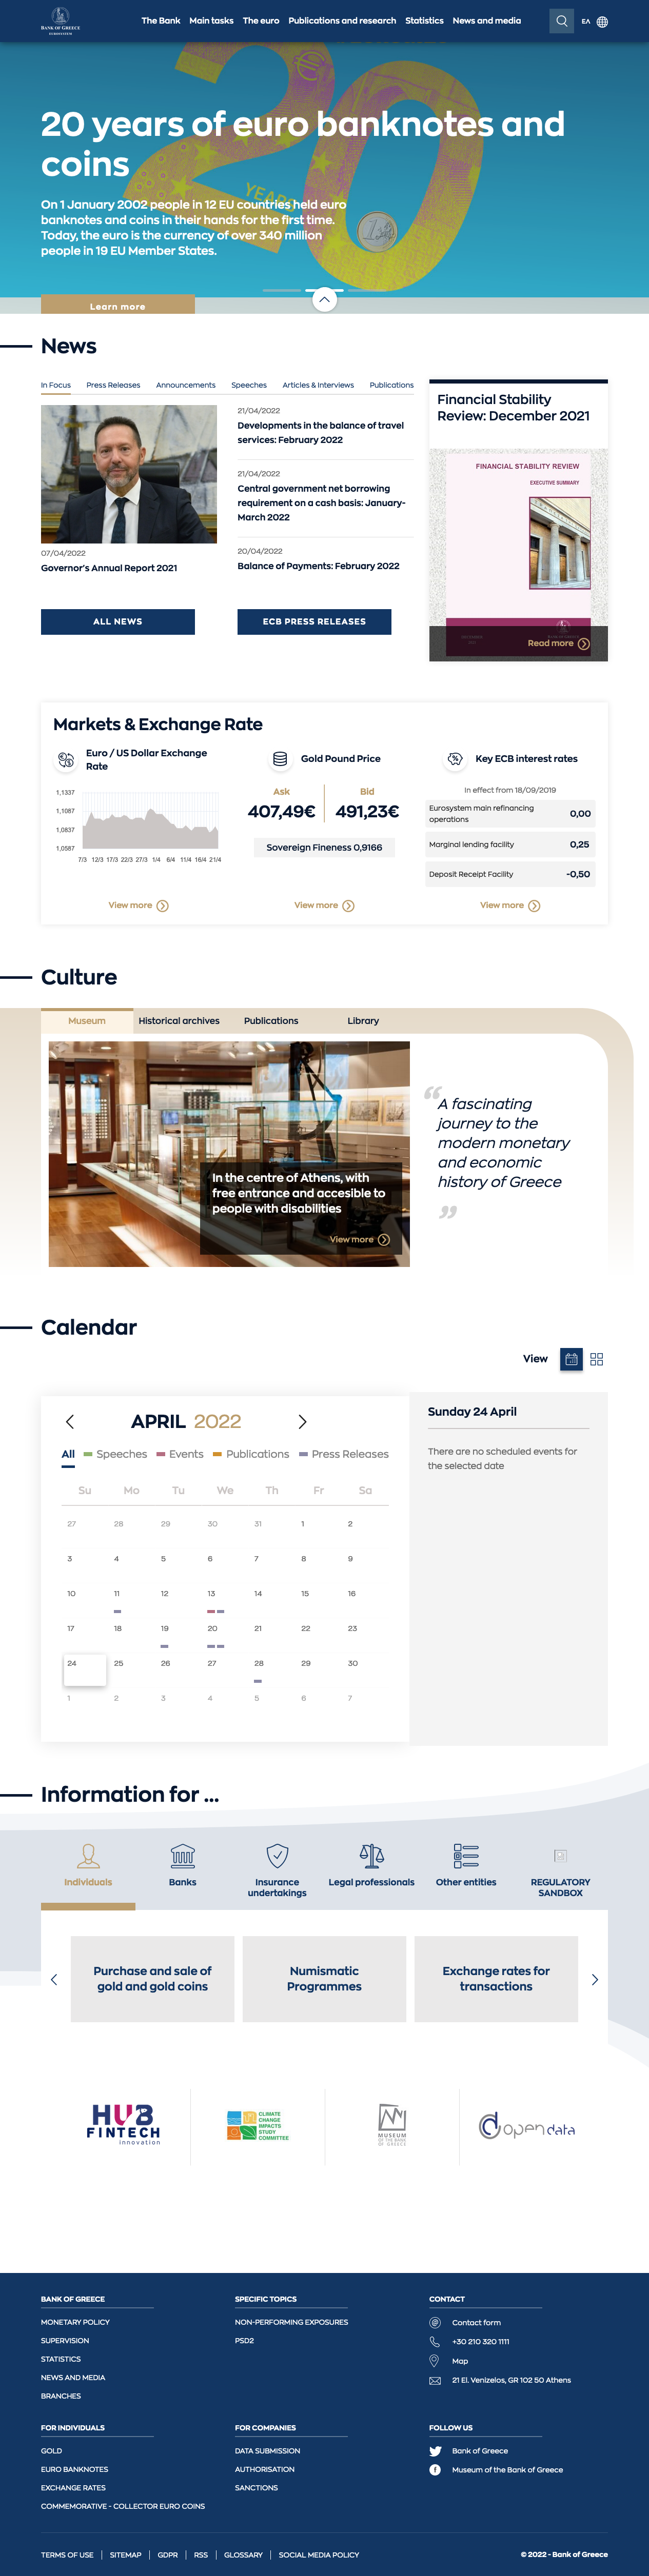 BANK OF GREECE
EUROSYSTEM
The Bank
Main tasks
The euro
Publications and research
Statistics
News and media
ΕΛ
20 years of euro banknotes and
coins
YEARS
On 1 January 2002 people in 12 EU countries held euro
banknotes and coins in their hands for the first time.
Today, the euro is the currency of over 340 million
people in 19 EU Member States.
Learn more
News
In Focus
Press Releases
Announcements
Speeches
Articles & Interviews
Publications
07/04/2022
Governor's Annual Report 2021
21/04/2022
Developments in the balance of travel
services: February 2022
21/04/2022
Central government net borrowing
requirement on a cash basis: January-
March 2022
20/04/2022
Balance of Payments: February 2022
ALL NEWS
ECB PRESS RELEASES
Financial Stability
Review: December 2021
FINANCIAL STABILITY REVIEW
EXECUTIVE SUMMARY
Read more
Markets & Exchange Rate
Euro / US Dollar Exchange
Rate
1,1337
1,1087
1,0837
1,0587
7/3 12/3 17/3 22/3 27/3 1/4 6/4 11/4 16/4 21/4
View more
Gold Pound Price
Ask
407,49€
Bid
491,23€
Sovereign Fineness 0,9166
View more
Key ECB interest rates
In effect from 18/09/2019
Eurosystem main refinancing
operations
0,00
Marginal lending facility
0,25
Deposit Receipt Facility
-0,50
View more
Culture
Museum
Historical archives
Publications
Library
In the centre of Athens, with
free entrance and accesible to
people with disabilities
View more
“
A fascinating
journey to the
modern monetary
and economic
history of Greece
”
Calendar
View
APRIL 2022
All
Speeches
Events
Publications
Press Releases
Su Mo Tu We Th Fr Sa
27 28 29 30 31 1 2
3 4 5 6 7 8 9
10 11 12 13 14 15 16
17 18 19 20 21 22 23
24 25 26 27 28 29 30
1 2 3 4 5 6 7
Sunday 24 April
There are no scheduled events for
the selected date
Information for ...
Individuals
Banks
Insurance
undertakings
Legal professionals
Other entities
REGULATORY
SANDBOX
Purchase and sale of
gold and gold coins
Numismatic
Programmes
Exchange rates for
transactions
HUB
FINTECH
innovation
CLIMATE
CHANGE
IMPACTS
STUDY
COMMITTEE
MUSEUM
OF THE BANK
OF GREECE
open data
BANK OF GREECE
MONETARY POLICY
SUPERVISION
STATISTICS
NEWS AND MEDIA
BRANCHES
SPECIFIC TOPICS
NON-PERFORMING EXPOSURES
PSD2
CONTACT
Contact form
+30 210 320 1111
Map
21 El. Venizelos, GR 102 50 Athens
FOR INDIVIDUALS
GOLD
EURO BANKNOTES
EXCHANGE RATES
COMMEMORATIVE - COLLECTOR EURO COINS
FOR COMPANIES
DATA SUBMISSION
AUTHORISATION
SANCTIONS
FOLLOW US
Bank of Greece
Museum of the Bank of Greece
TERMS OF USE
SITEMAP
GDPR
RSS
GLOSSARY
SOCIAL MEDIA POLICY
© 2022 - Bank of Greece